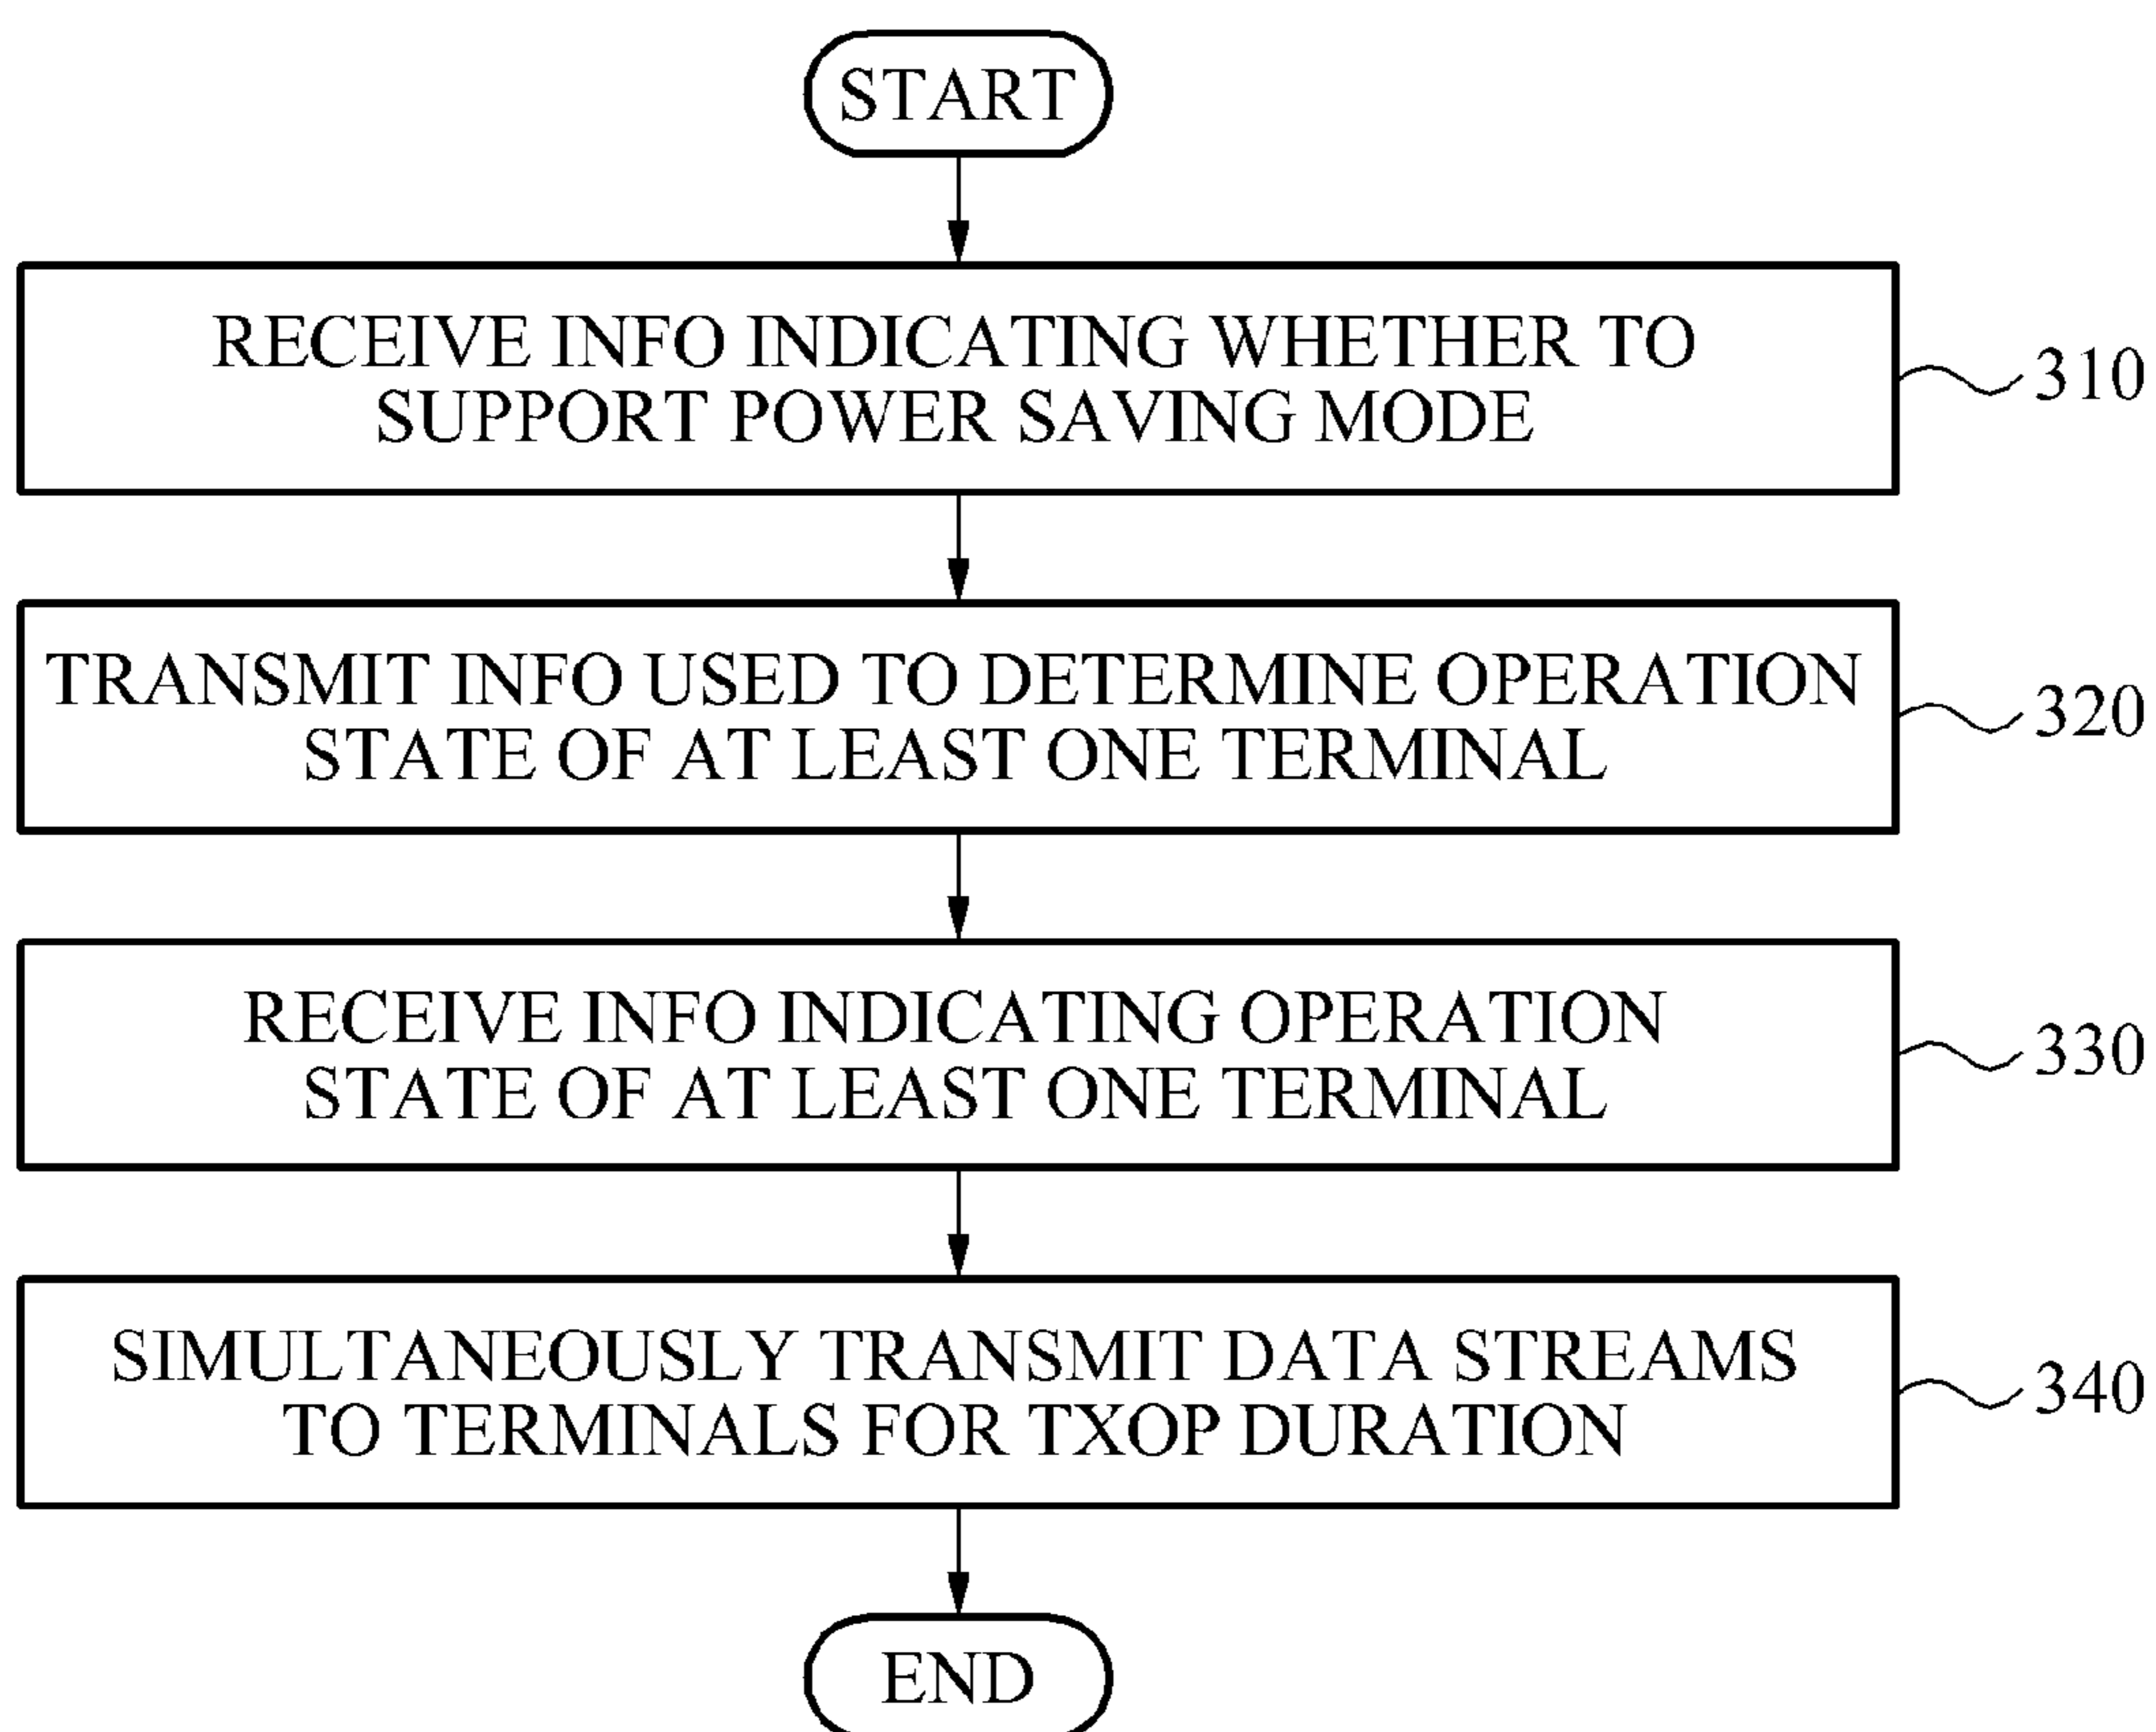 START
RECEIVE INFO INDICATING WHETHER TO
SUPPORT POWER SAVING MODE
310
TRANSMIT INFO USED TO DETERMINE OPERATION
STATE OF AT LEAST ONE TERMINAL
320
RECEIVE INFO INDICATING OPERATION
STATE OF AT LEAST ONE TERMINAL
330
SIMULTANEOUSLY TRANSMIT DATA STREAMS
TO TERMINALS FOR TXOP DURATION
340
END